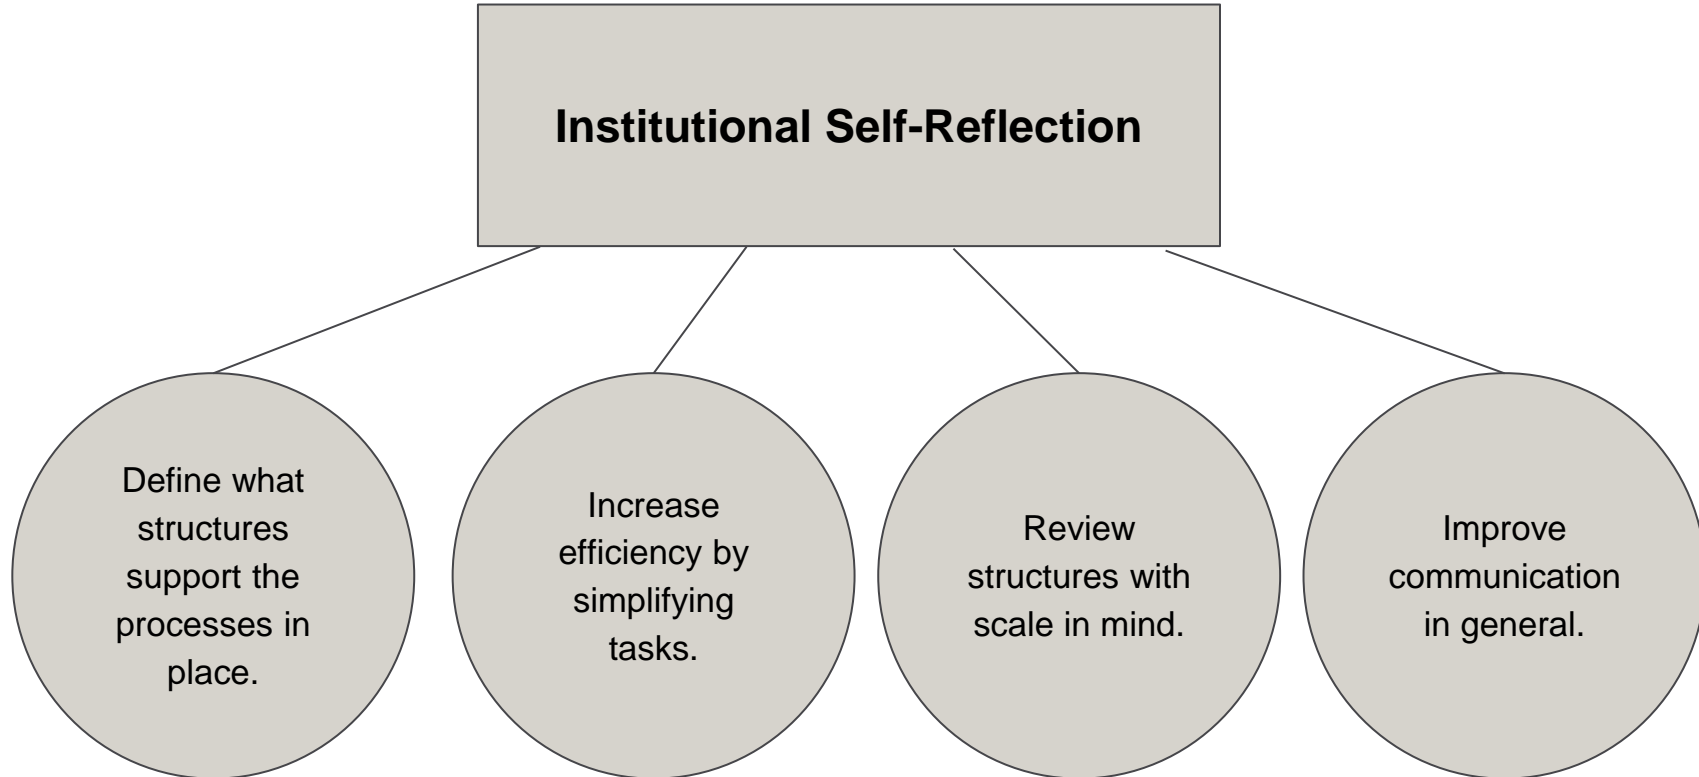 Institutional Self-Reflection
Define what
structures
support the
processes in
place.
Increase
efficiency by
simplifying
tasks.
Review
structures with
scale in mind.
Improve
communication
in general.